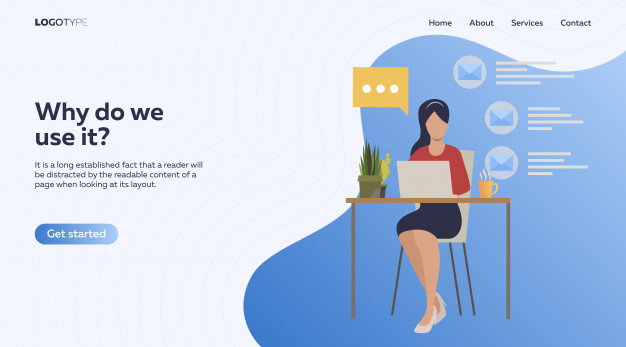 LOGOTYPE
Home About Services Contact
Why do we
use it?
It is a long established fact that a reader will
be distracted by the readable content of a
page when looking at its layout.
Get started